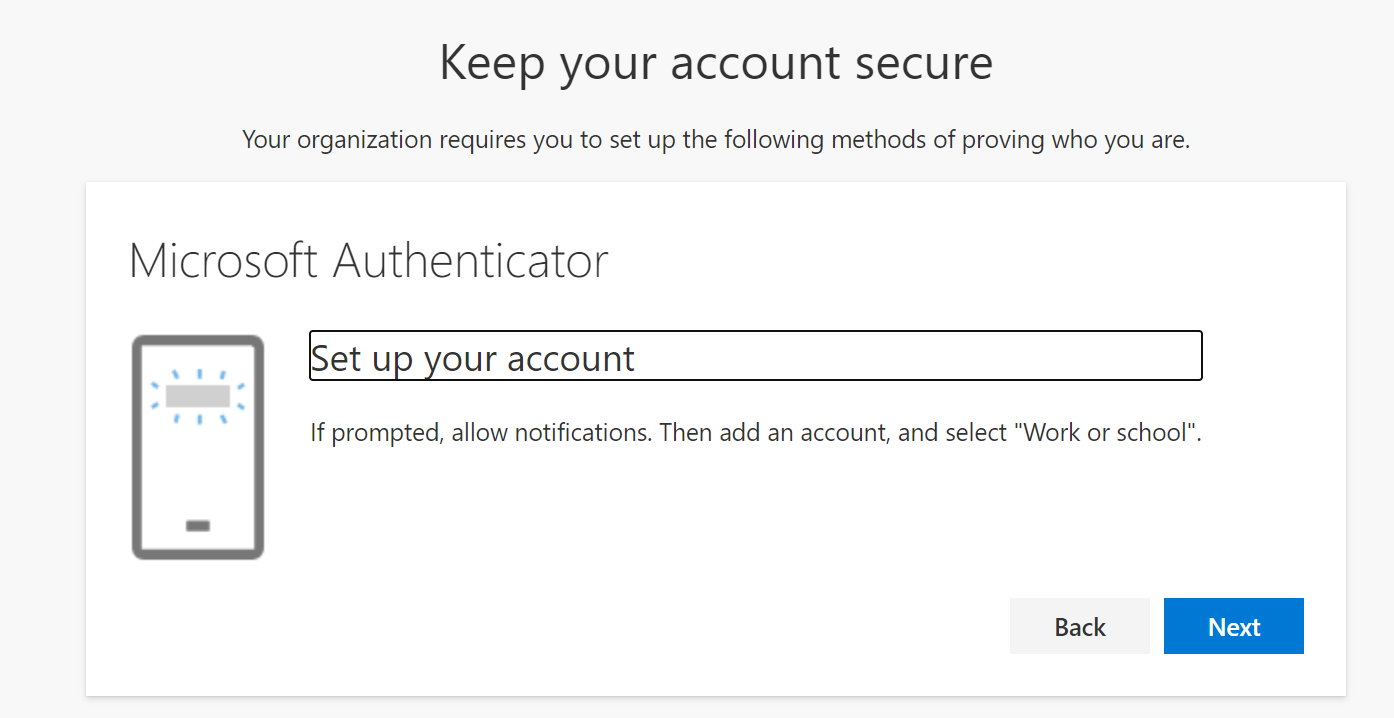 Keep your account secure
Your organization requires you to set up the following methods of proving who you are.
Microsoft Authenticator
Set up your account
If prompted, allow notifications. Then add an account, and select "Work or school".
Back
Next